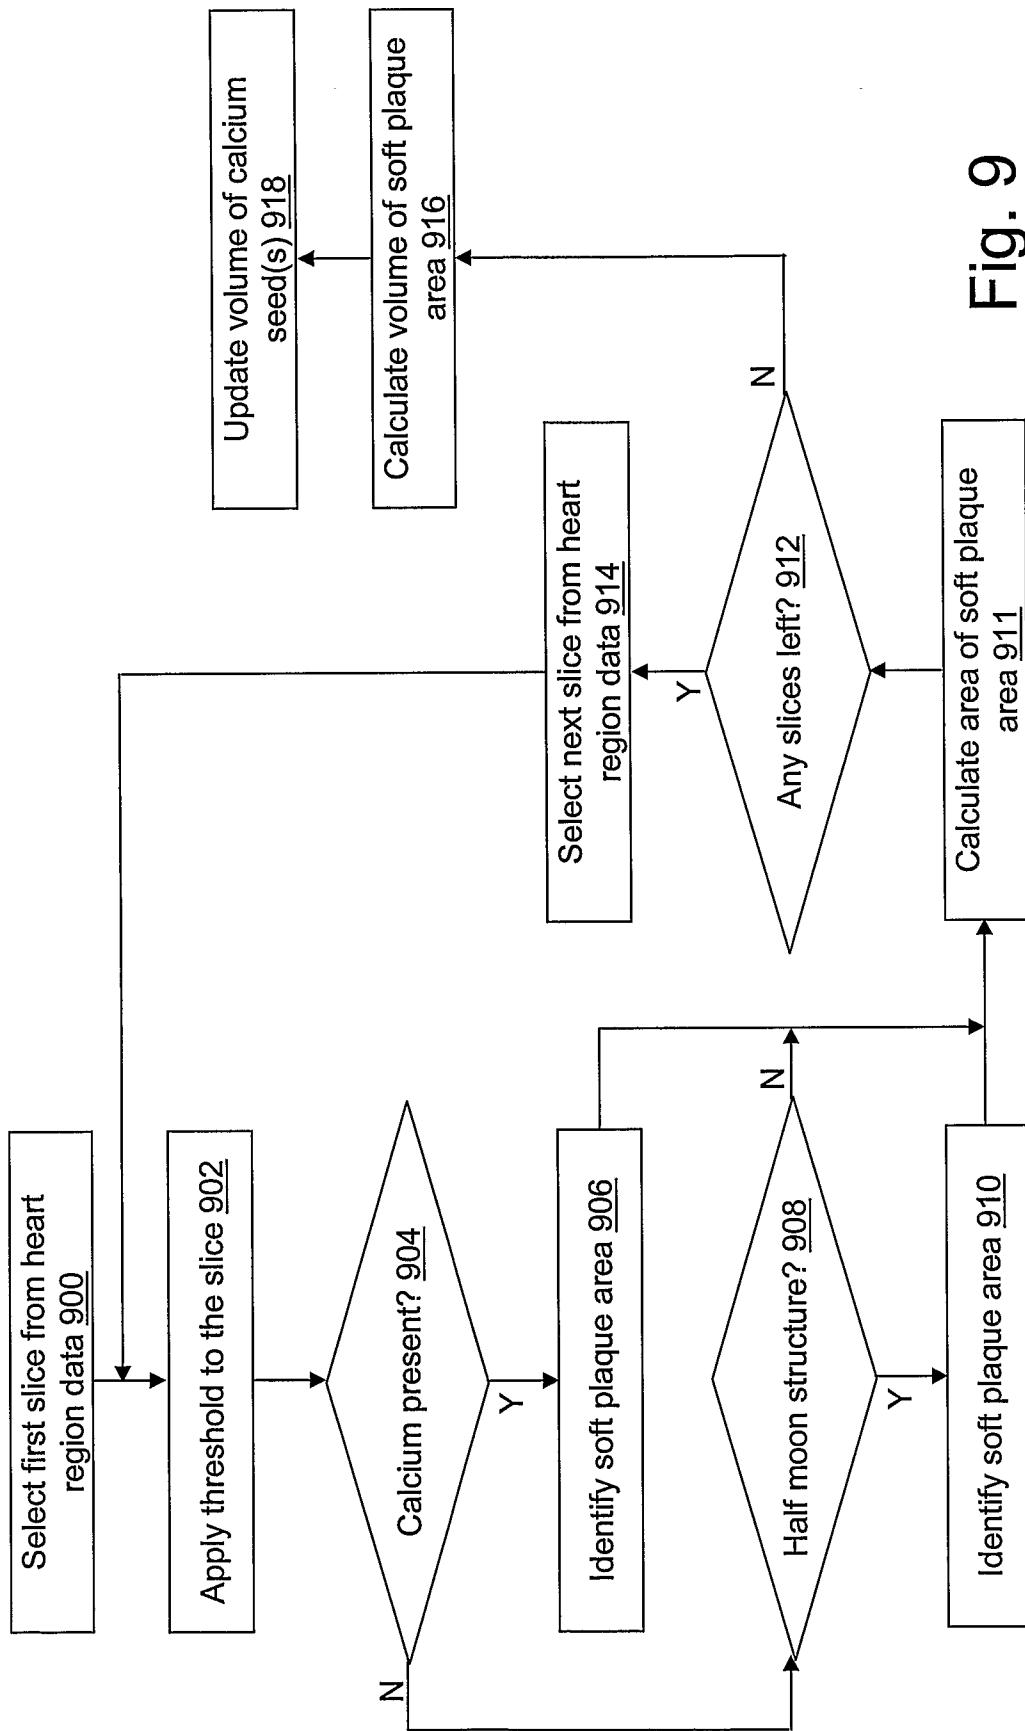 Select first slice from heart
region data 900
Apply threshold to the slice 902
Calcium present? 904
N
Y
Identify soft plaque area 906
Half moon structure? 908
N
Y
Identify soft plaque area 910
Calculate area of soft plaque
area 911
Any slices left? 912
Y
N
Select next slice from heart
region data 914
Calculate volume of soft plaque
area 916
Update volume of calcium
seed(s) 918
Fig. 9